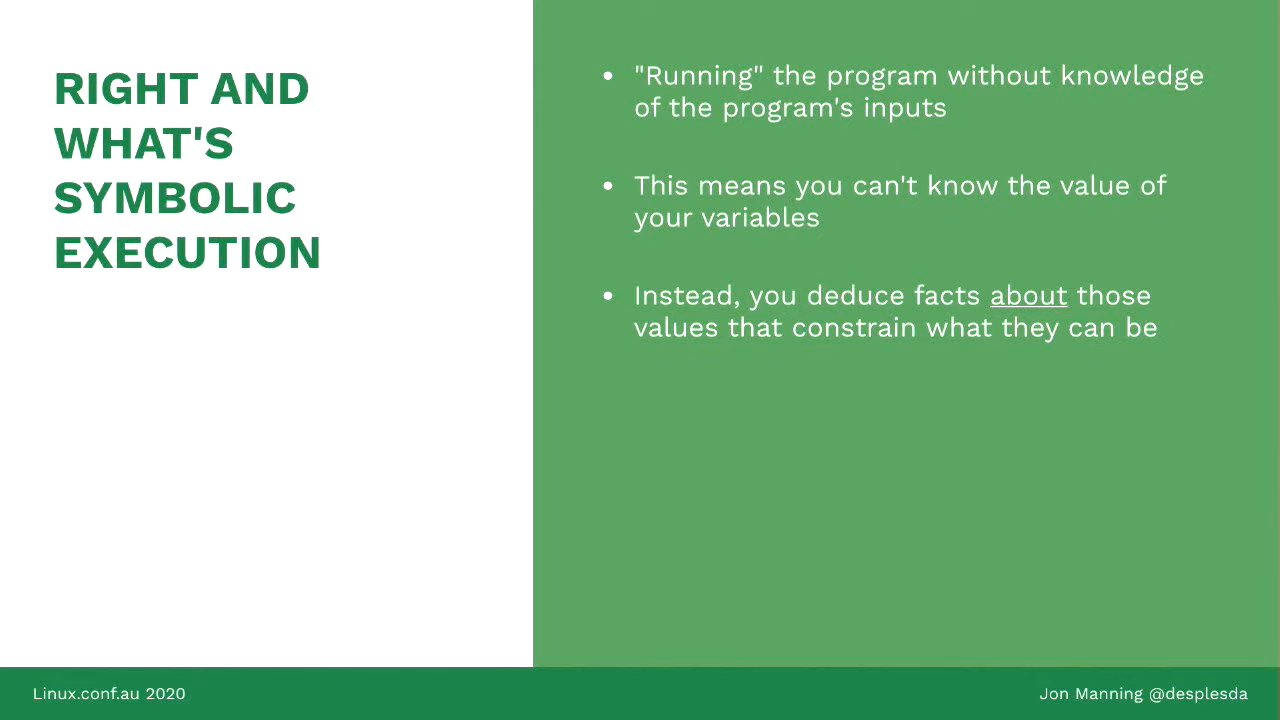 RIGHT AND
WHAT'S
SYMBOLIC
EXECUTION
• "Running" the program without knowledge
of the program's inputs
• This means you can't know the value of
your variables
• Instead, you deduce facts about those
values that constrain what they can be
Linux.conf.au 2020
Jon Manning @desplesda